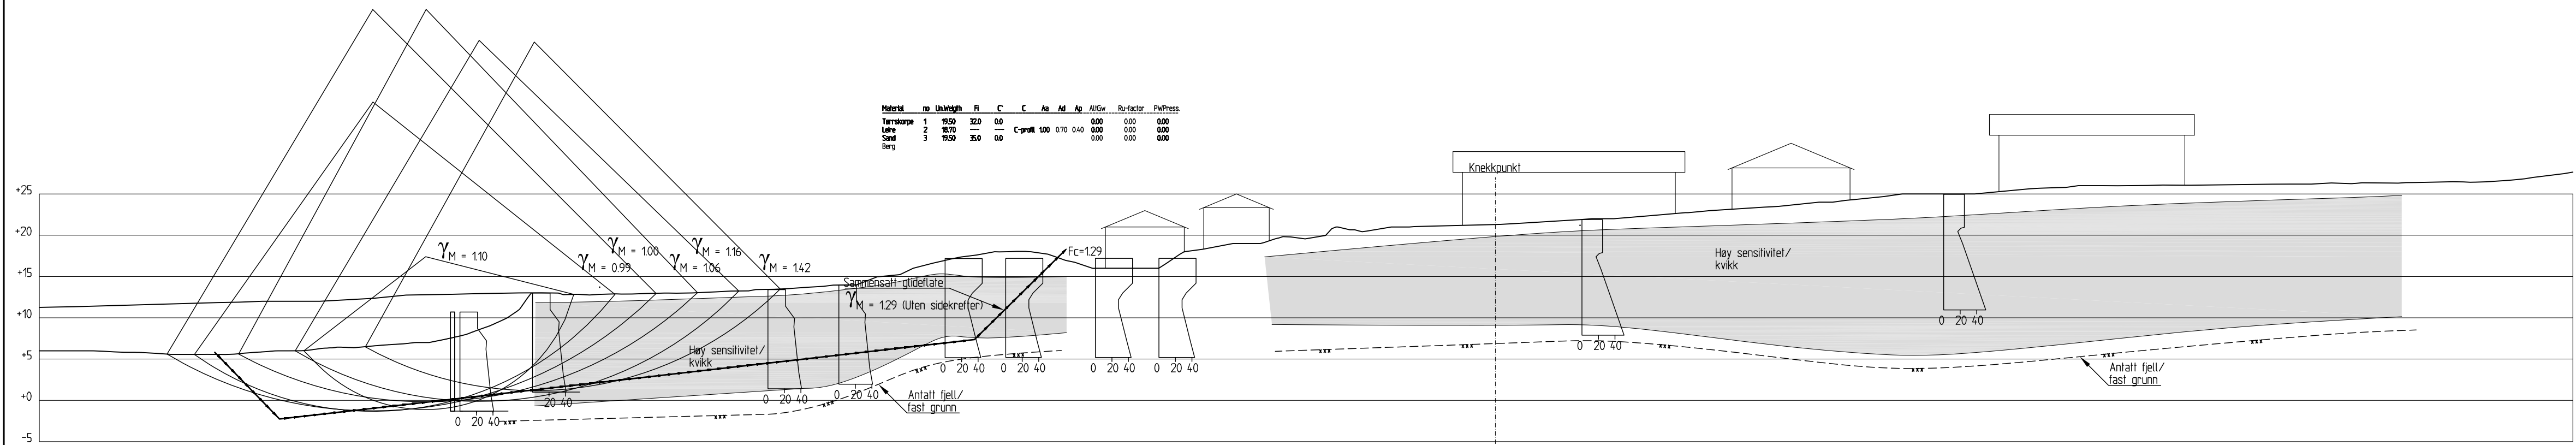 Material no Un.Weigth Fi C' C Aa Ad Ap AltGw Ru-factor PWPress.
Tørrskorpe 1 19.50 32.0 0.0 0.00 0.00 0.00
Leire 2 18.70 --- --- C-profil 1.00 0.70 0.40 0.00 0.00 0.00
Sand 3 19.50 35.0 0.0 0.00 0.00 0.00
Berg
Knekkpunkt
+25
+20
+15
+10
+5
+0
-5
γM = 1.10
γM = 0.99
γM = 1.00
γM = 1.06
γM = 1.16
γM = 1.42
Fc=1.29
Sammensatt glideflate
γM = 1.29 (Uten sidekrefter)
Høy sensitivitet/
kvikk
Høy sensitivitet/
kvikk
0 20 40
20 40
0 20 40
0 20 40
0 20 40
0 20 40
0 20 40
0 20 40
0 20 40
0 20 40
Antatt fjell/
fast grunn
Antatt fjell/
fast grunn